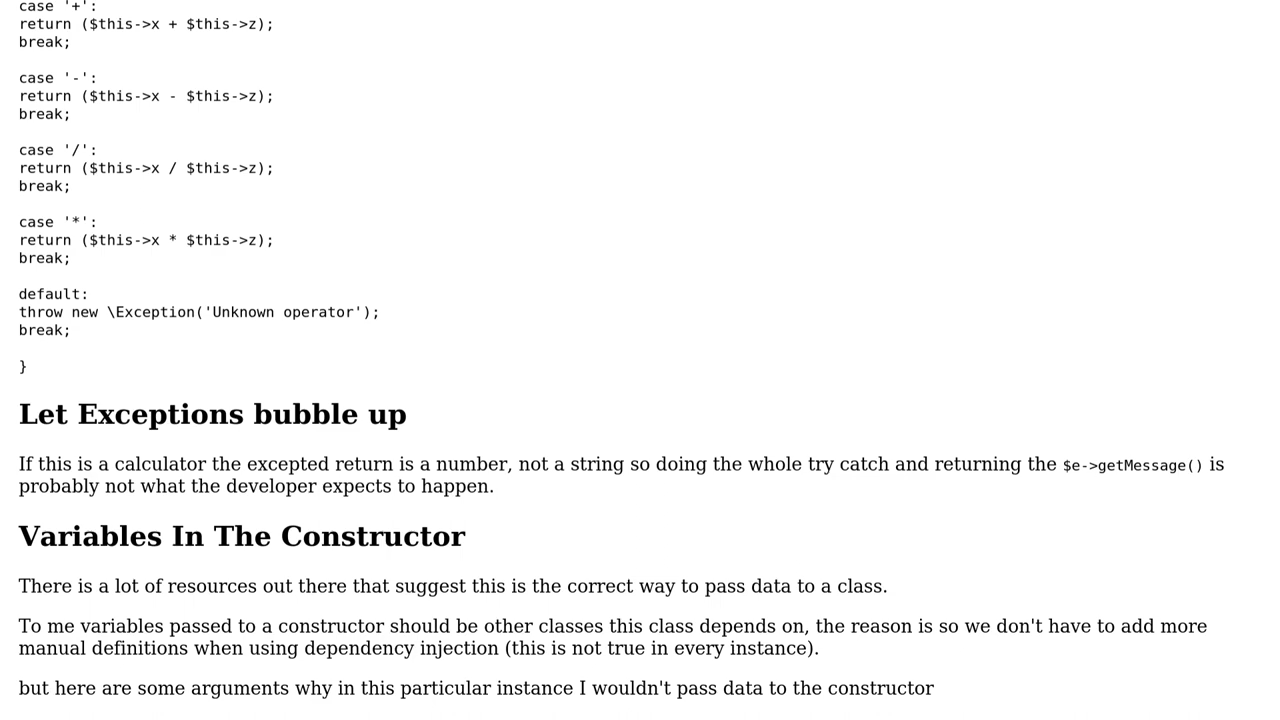 case '+':
return ($this->x + $this->z);
break;
case '-':
return ($this->x - $this->z);
break;
case '/':
return ($this->x / $this->z);
break;
case '*':
return ($this->x * $this->z);
break;
default:
throw new \Exception('Unknown operator');
break;
}
Let Exceptions bubble up
If this is a calculator the excepted return is a number, not a string so doing the whole try catch and returning the $e->getMessage() is
probably not what the developer expects to happen.
Variables In The Constructor
There is a lot of resources out there that suggest this is the correct way to pass data to a class.
To me variables passed to a constructor should be other classes this class depends on, the reason is so we don't have to add more
manual definitions when using dependency injection (this is not true in every instance).
but here are some arguments why in this particular instance I wouldn't pass data to the constructor